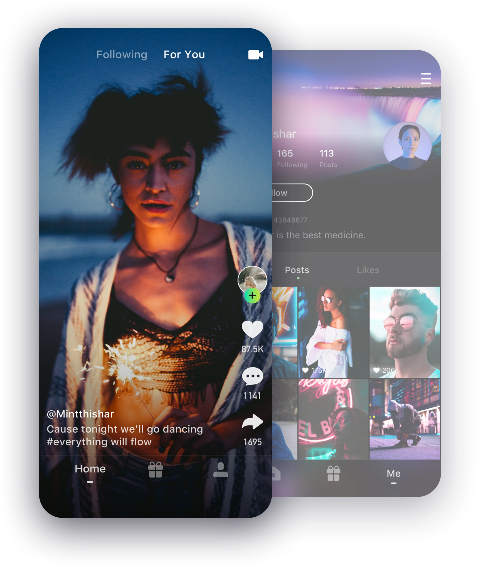 Following For You
87.5K
1141
@Mintthishar
Cause tonight we'll go dancing
#everything will flow
1695
Home
shar
165 113
Following Posts
low
43848877
is the best medicine.
Posts Likes
Me